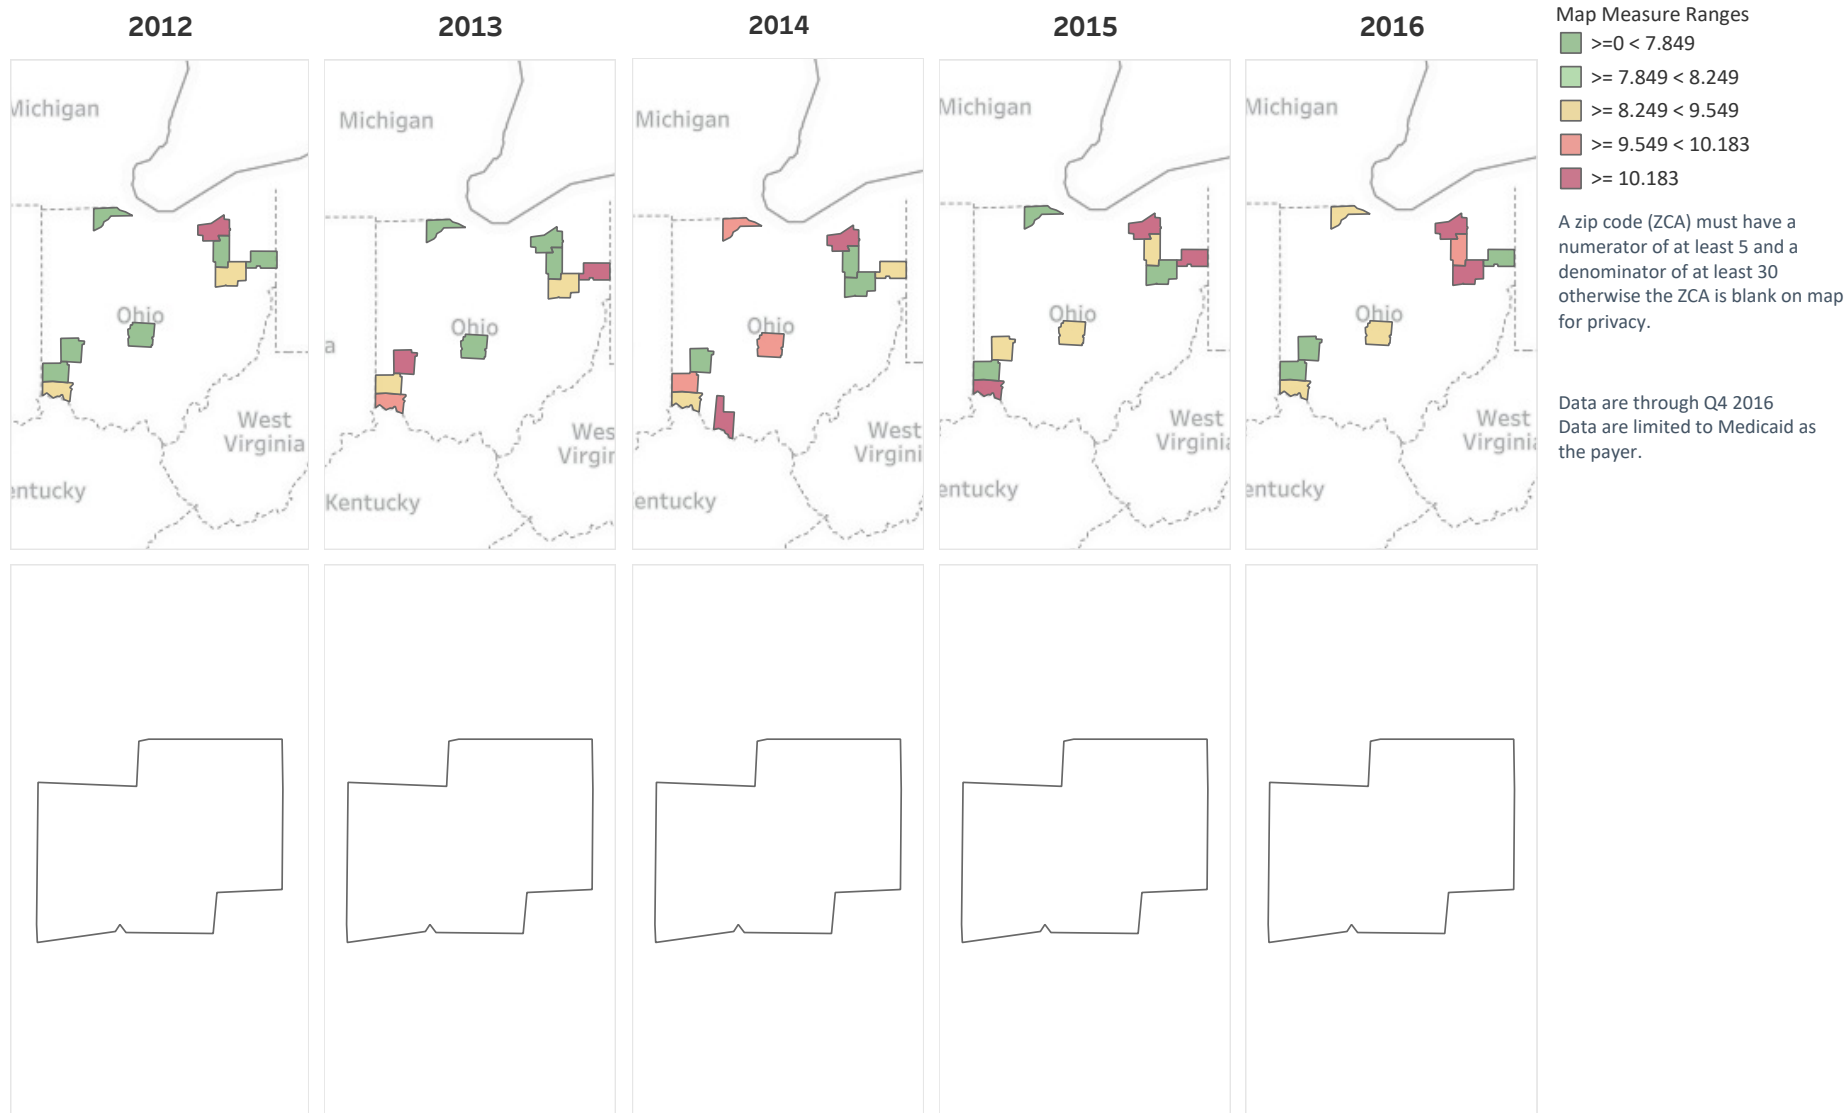 2012
2013
2014
2015
2016
Michigan
Ohio
West
Virginia
entucky
Michigan
a
Ohio
Wes
Virgir
Kentucky
Michigan
Ohio
West
Virgini
entucky
Michigan
Ohio
West
Virginia
entucky
Michigan
Ohio
West
Virginia
entucky
Map Measure Ranges
>=0 < 7.849
>= 7.849 < 8.249
>= 8.249 < 9.549
>= 9.549 < 10.183
>= 10.183
A zip code (ZCA) must have a
numerator of at least 5 and a
denominator of at least 30
otherwise the ZCA is blank on map
for privacy.
Data are through Q4 2016
Data are limited to Medicaid as
the payer.